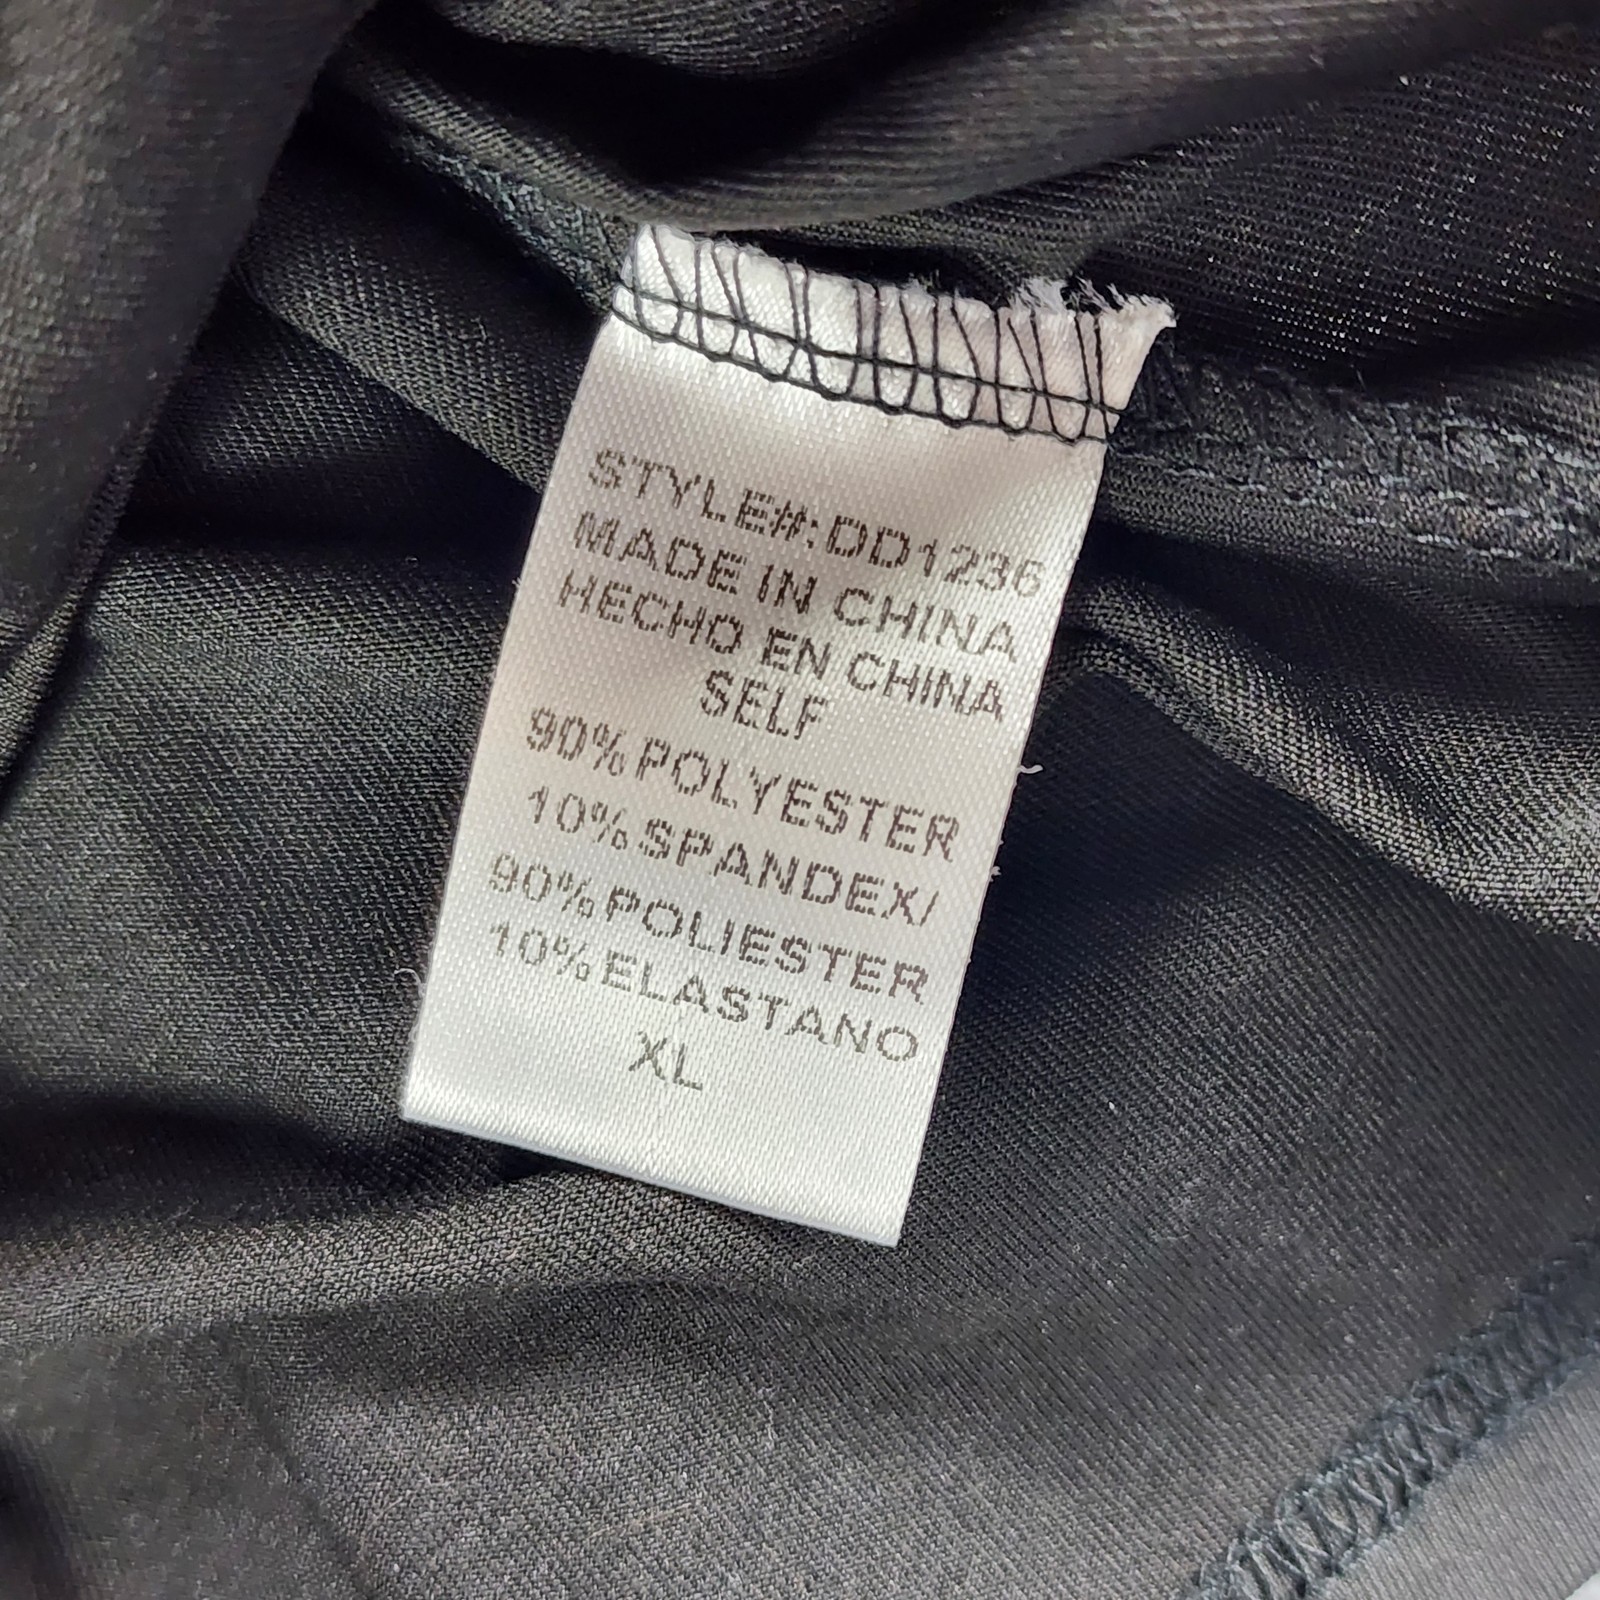 STYLE#:DD1236
MADE IN CHINA
HECHO EN CHINA
SELF
90%POLYESTER
10%SPANDEX/
90%POLIESTER
10%ELASTANO
XL